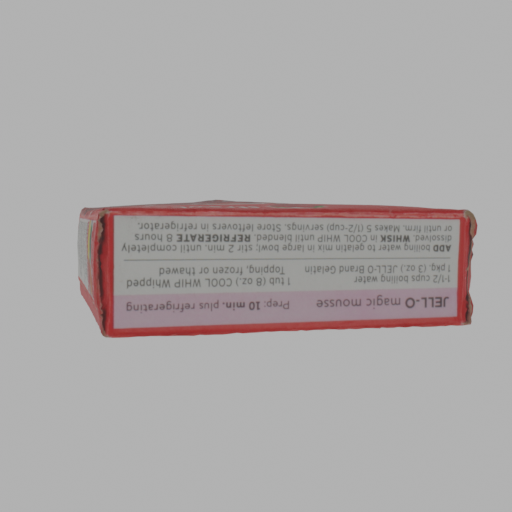 JELL-O magic mousse
Prep: 10 min. plus refrigerating
1-1/2 cups boiling water
1 pkg. (3 oz.) JELL-O Brand Gelatin
1 tub (8 oz.) COOL WHIP Whipped
Topping, frozen or thawed
ADD boiling water to gelatin mix in large bowl; stir 2 min. until completely
dissolved. WHISK in COOL WHIP until blended. REFRIGERATE 8 hours
or until firm. Makes 5 (1/2-cup) servings. Store leftovers in refrigerator.